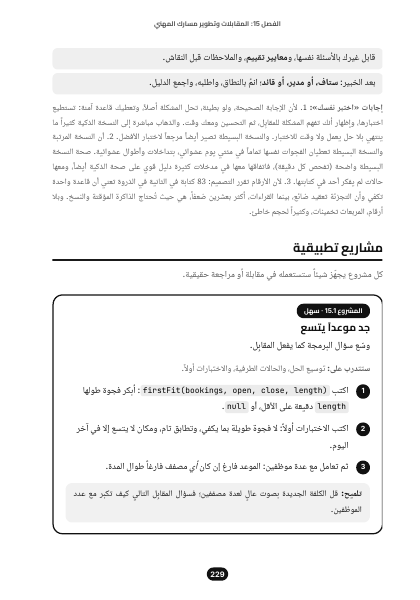 الفصل 15: المقابلات وتطوير مسارك المهني
قابل غيرك بالأسئلة نفسها، ومعايير تقييم، والملاحظات قبل النقاش.
بعد الخبير: ستاف، أو مدير، أو قائد: انمُ بالنطاق، واطلبه، واجمع الدليل.
إجابات «اختبر نفسك»: 1. لأن الإجابة الصحيحة، ولو بطيئة، تحل المشكلة أصلاً، وتعطيك قاعدة آمنة: تستطيع
اختبارها، وإظهار أنك تفهم المشكلة للمقابل، ثم التحسين ومعك وقت. والذهاب مباشرة إلى النسخة الذكية كثيراً ما
ينتهي بلا حل يعمل ولا وقت للاختبار. والنسخة البسيطة تصير أيضاً مرجعاً لاختبار الأفضل. 2. أن النسخة المرتبة
والنسخة البسيطة تعطيان الفجوات نفسها تماماً في مئتي يوم عشوائي، بتداخلات وأطوال عشوائية. صحة النسخة
البسيطة واضحة (تفحص كل دقيقة)، فاتفاقها معها في مدخلات كثيرة دليل قوي على صحة الذكية أيضاً، ومعها
حالات لم يفكر أحد في كتابتها. 3. لأن الأرقام تقرر التصميم: 83 كتابة في الثانية في الذروة تعني أن قاعدة واحدة
تكفي وأن التجزئة تعقيد ضائع، بينما القراءات، أكثر بعشرين ضعفاً، هي حيث تُحتاج الذاكرة المؤقتة والنسخ. وبلا
أرقام، المربعات تخمينات، وكثيراً لحجم خاطئ.
مشاريع تطبيقية
كل مشروع يجهّز شيئاً ستستعمله في مقابلة أو مراجعة حقيقية.
المشروع 15.1 · سهل
جد موعداً يتسع
وسّع سؤال البرمجة كما يفعل المقابل.
ستتدرب على: توسيع الحل، والحالات الطرفية، والاختبارات أولاً.
1 اكتب firstFit(bookings, open, close, length): أبكر فجوة طولها
length دقيقة على الأقل، أو null.
2 اكتب الاختبارات أولاً: لا فجوة طويلة بما يكفي، وتطابق تام، ومكان لا يتسع إلا في آخر
اليوم.
3 ثم تعامل مع عدة موظفين: الموعد فارغ إن كان أي مصفف فارغاً طوال المدة.
تلميح: قل الكلفة الجديدة بصوت عالٍ لعدة مصففين؛ فسؤال المقابل التالي كيف تكبر مع عدد
الموظفين.
229